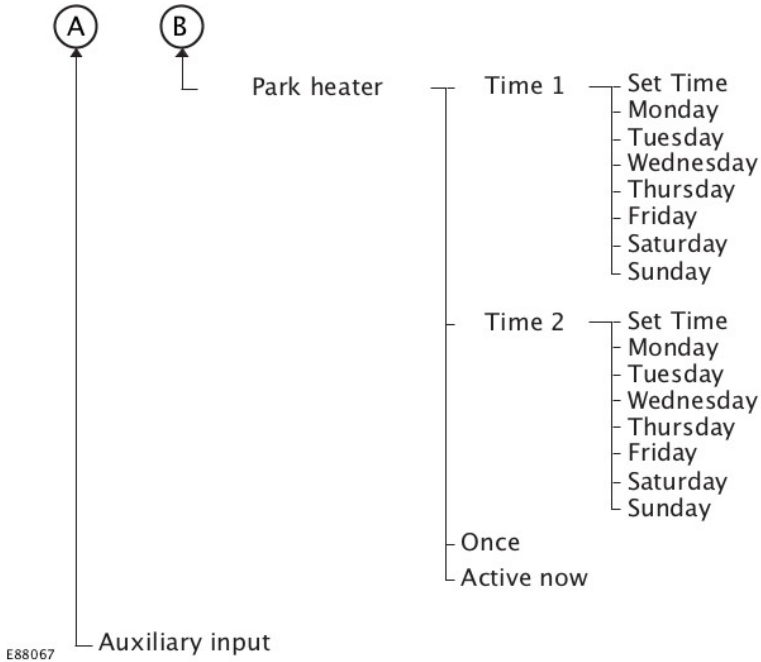 A B
Park heater Time 1 Set Time
Monday
Tuesday
Wednesday
Thursday
Friday
Saturday
Sunday
Time 2 Set Time
Monday
Tuesday
Wednesday
Thursday
Friday
Saturday
Sunday
Once
Active now
Auxiliary input
E88067